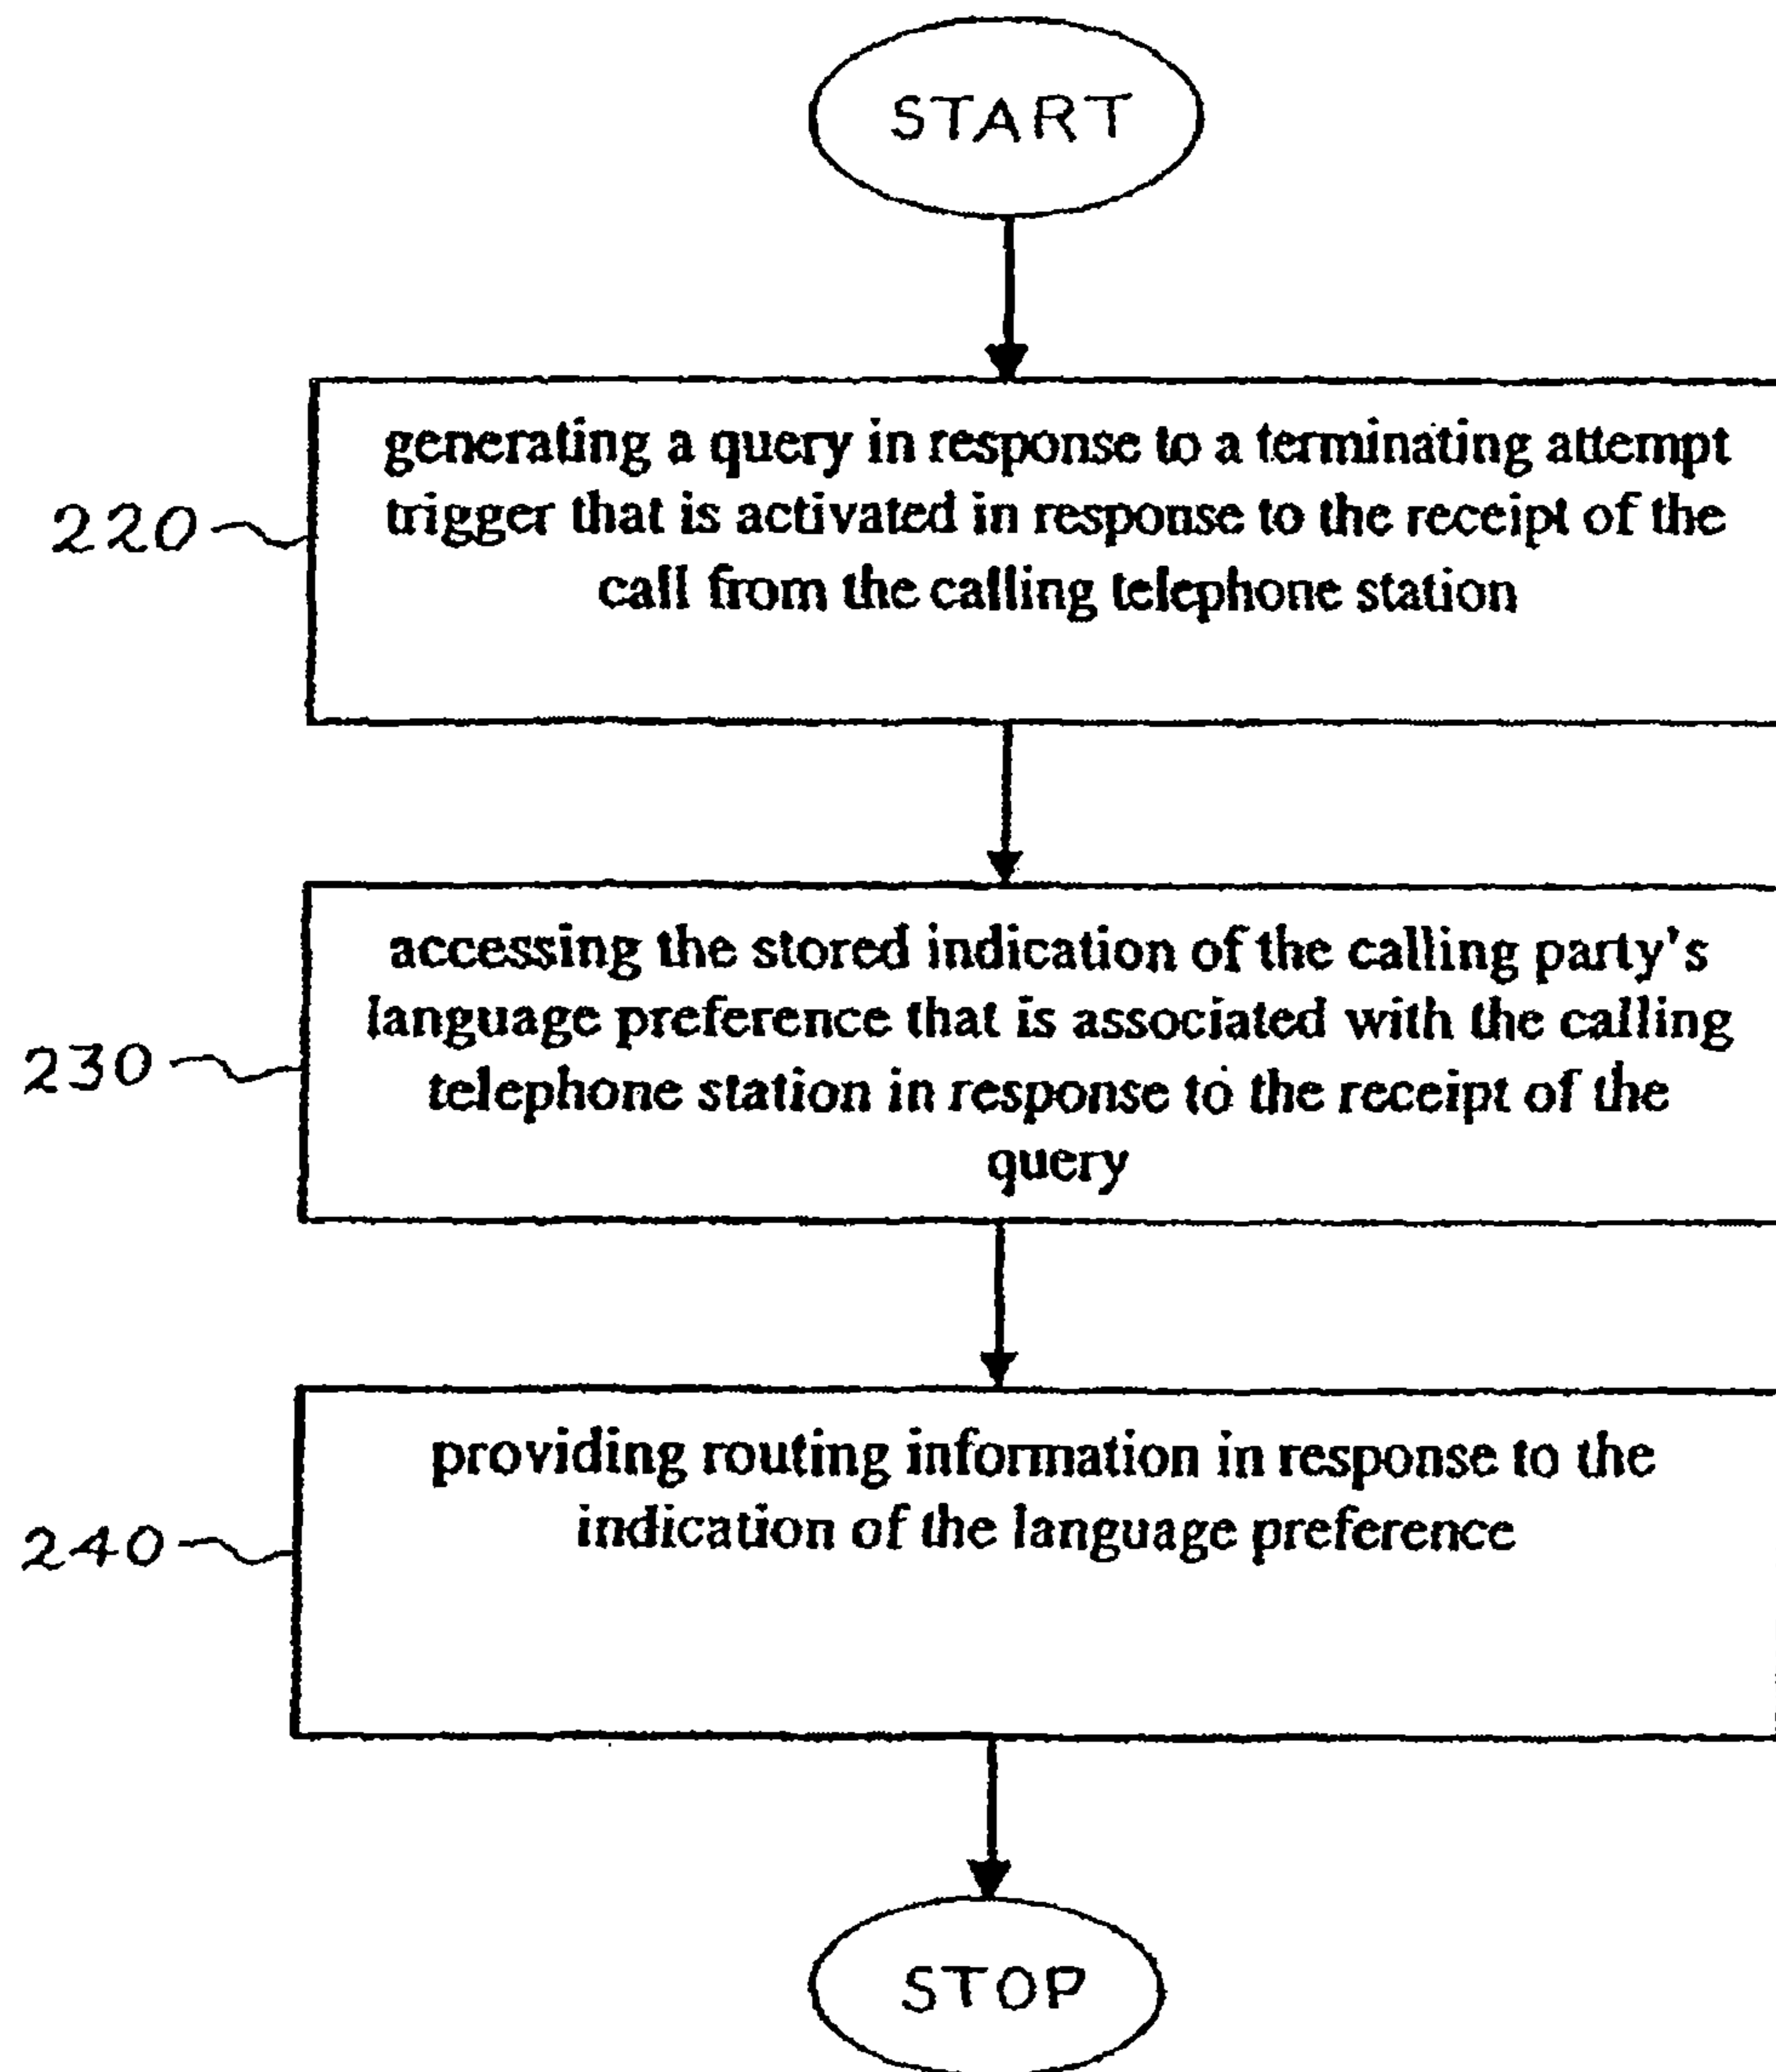 START
generating a query in response to a terminating attempt
trigger that is activated in response to the receipt of the
call from the calling telephone station
220
accessing the stored indication of the calling party's
language preference that is associated with the calling
telephone station in response to the receipt of the
query
230
providing routing information in response to the
indication of the language preference
240
STOP